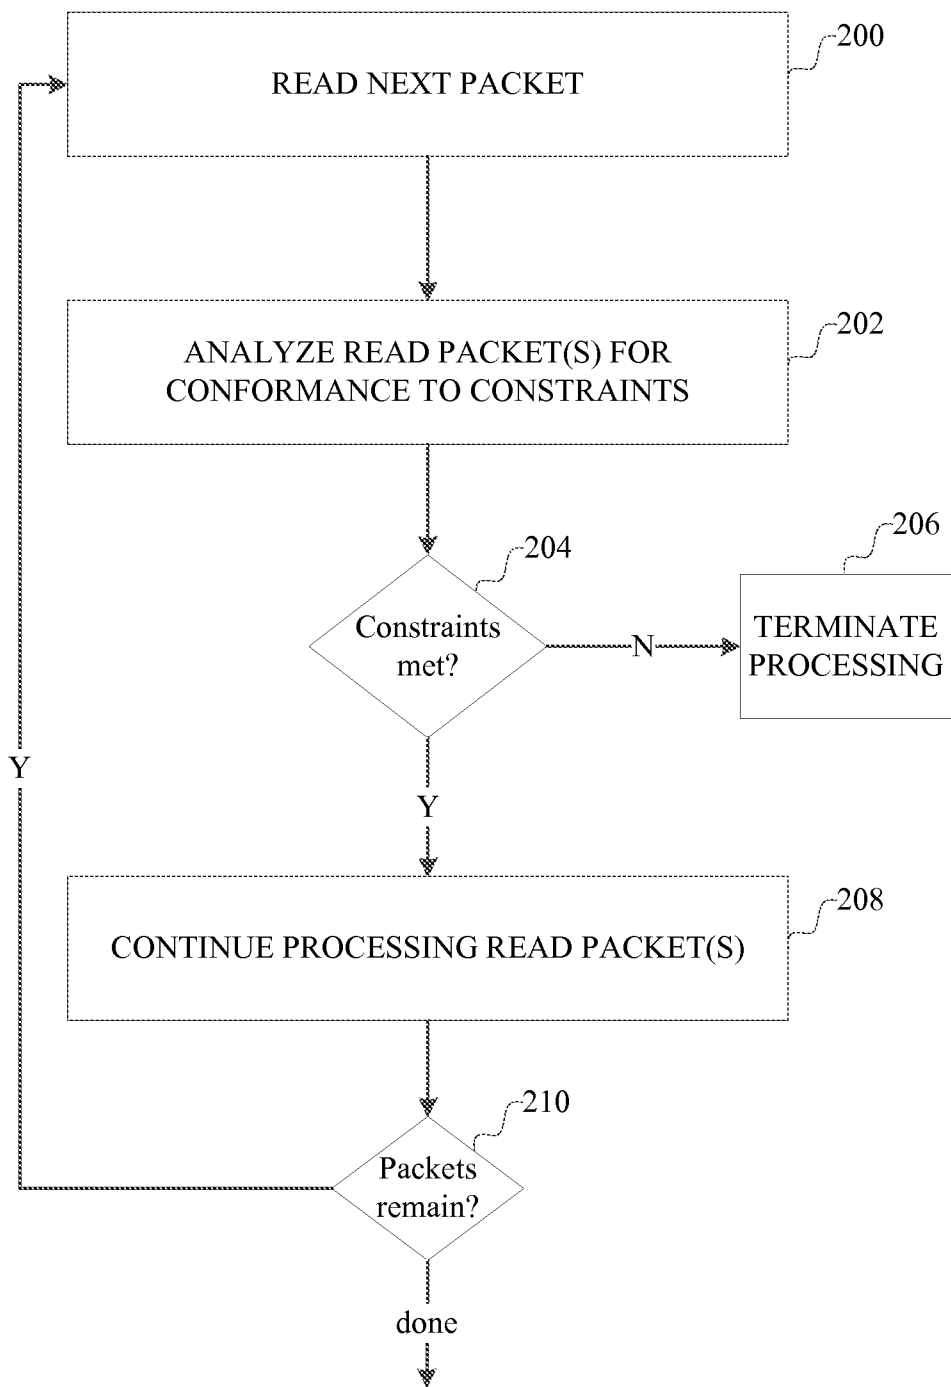 200
READ NEXT PACKET
202
ANALYZE READ PACKET(S) FOR
CONFORMANCE TO CONSTRAINTS
204
206
Constraints
met?
N
TERMINATE
PROCESSING
Y
Y
208
CONTINUE PROCESSING READ PACKET(S)
210
Packets
remain?
done